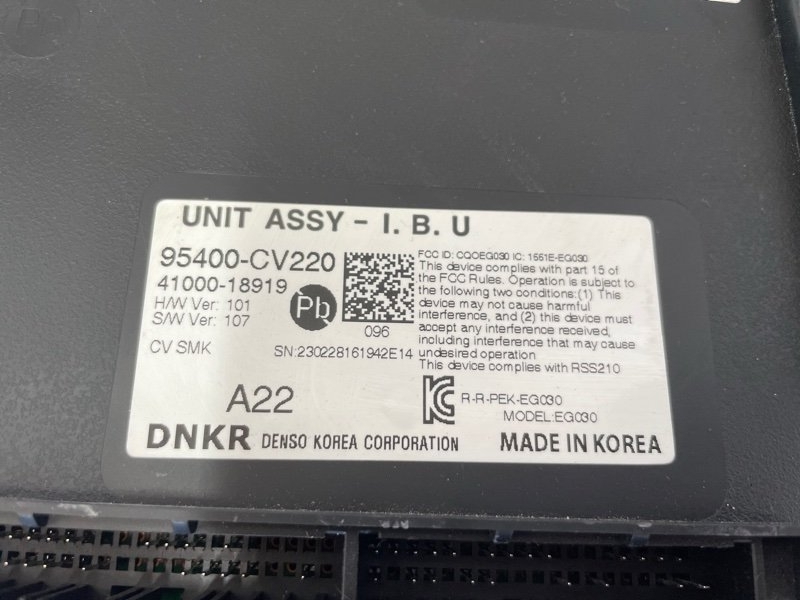 UNIT ASSY - I. B. U
95400-CV220
41000-18919
H/W Ver: 101
S/W Ver: 107
Pb
096
CV SMK
SN:230228161942E14
FCC ID: CQOEG030 IC: 1551E-EG030
This device complies with part 15 of
the FCC Rules. Operation is subject to
the following two conditions:(1) This
device may not cause harmful
interference, and (2) this device must
accept any interference received,
including interference that may cause
undesired operation
This device complies with RSS210
A22
R-R-PEK-EG030
MODEL:EG030
DNKR DENSO KOREA CORPORATION
MADE IN KOREA